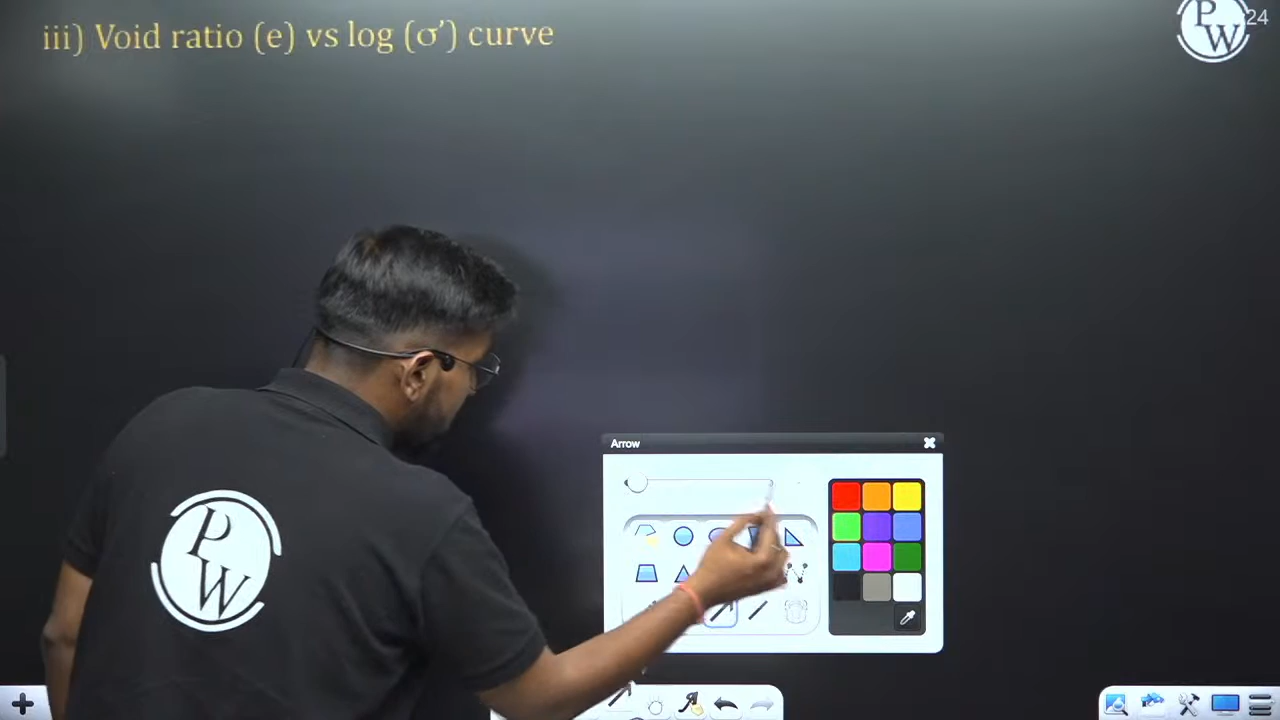 iii) Void ratio (e) vs log (σ′) curve
PW 24
Arrow
PW